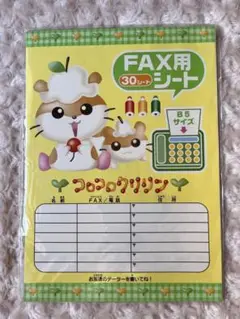 FAX用
30シート
シート
B5
サイズ
コロコロクリリン
名前 FAX/電話 住所
お友達のデーターを書いてね!